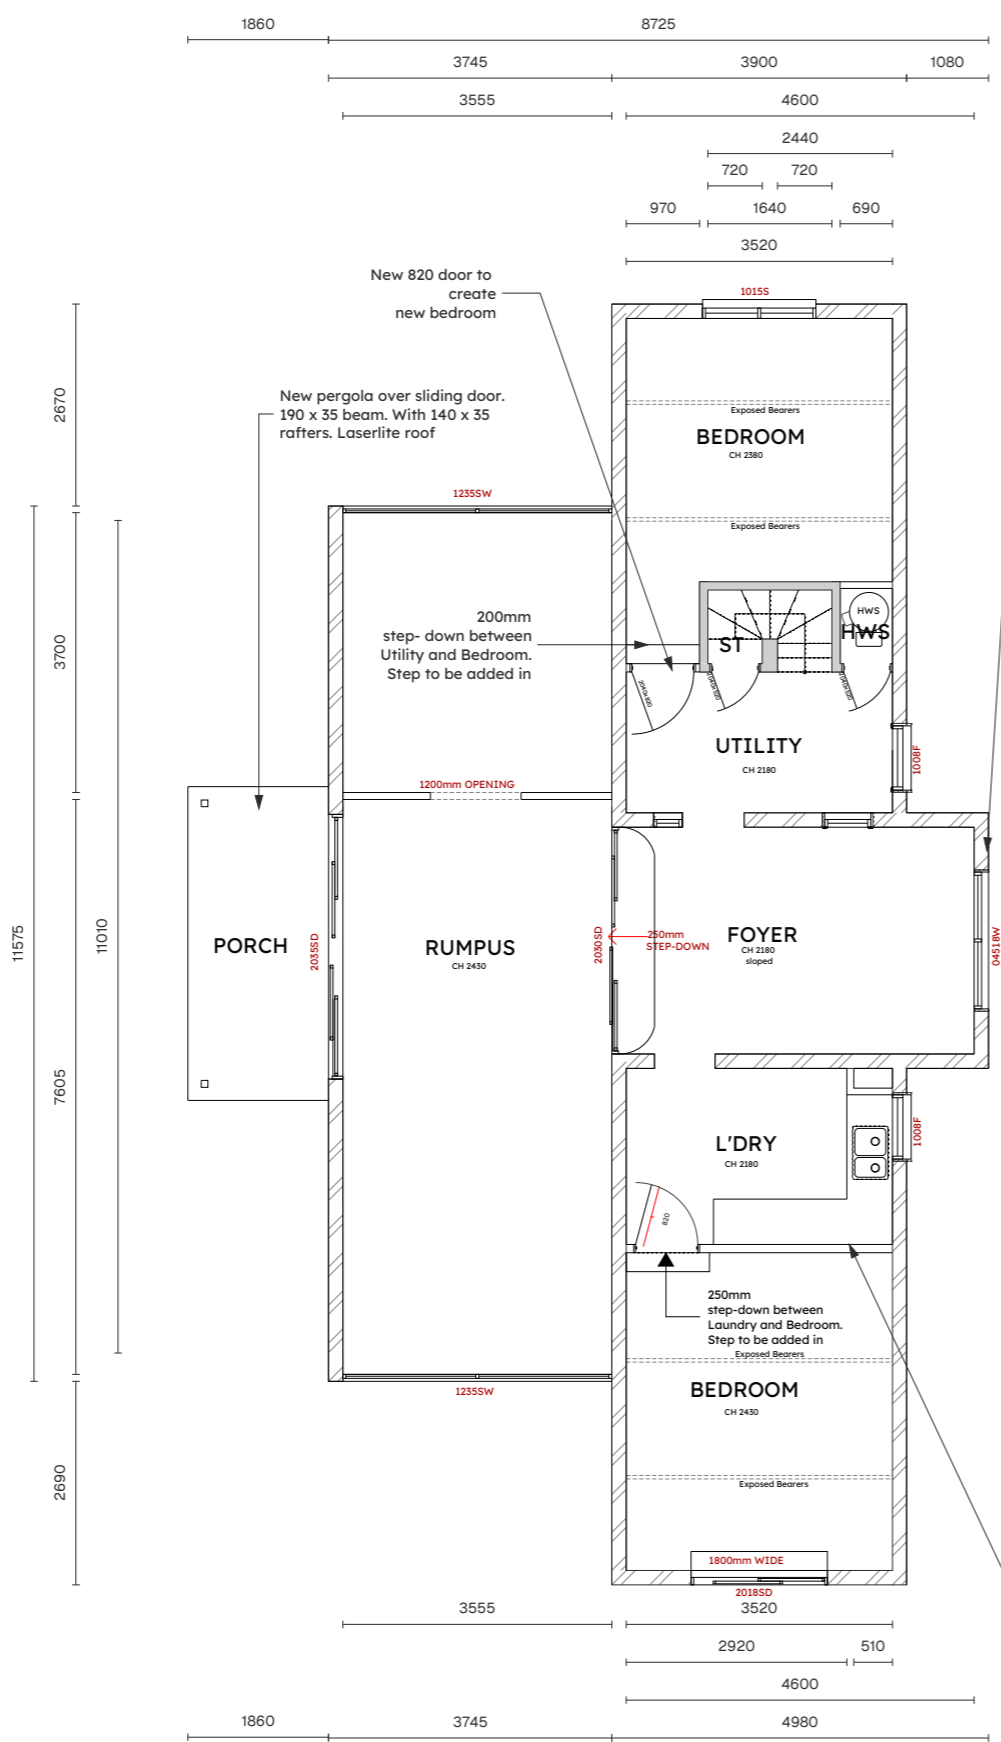 1860
8725
3745
3900
1080
3555
4600
2440
720
720
970
1640
690
3520
New 820 door to
create
new bedroom
1015S
2670
New pergola over sliding door.
190 x 35 beam. With 140 x 35
rafters. Laserlite roof
Exposed Bearers
BEDROOM
CH 2380
1235SW
Exposed Bearers
200mm
step- down between
Utility and Bedroom.
Step to be added in
3700
HWS
HWS
ST
2040x820
2040x520
2040x520
UTILITY
CH 2180
1008F
1200mm OPENING
11575
11010
PORCH
2035SD
RUMPUS
CH 2430
2030SD
250mm
STEP-DOWN
FOYER
CH 2180
sloped
04518W
7605
L'DRY
CH 2180
1008F
820
250mm
step-down between
Laundry and Bedroom.
Step to be added in
Exposed Bearers
BEDROOM
CH 2430
1235SW
2690
Exposed Bearers
1800mm WIDE
2018SD
3555
3520
2920
510
4600
1860
3745
4980